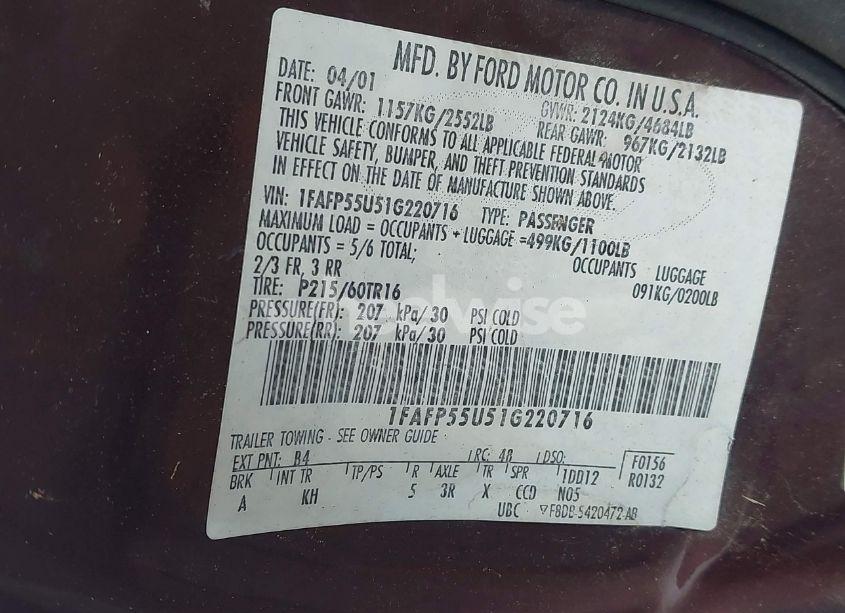 MFD. BY FORD MOTOR CO. IN U.S.A.
DATE: 04/01 GVWR: 2124KG/4684LB
FRONT GAWR: 1157KG/2552LB REAR GAWR: 967KG/2132LB
THIS VEHICLE CONFORMS TO ALL APPLICABLE FEDERAL MOTOR
VEHICLE SAFETY, BUMPER, AND THEFT PREVENTION STANDARDS
IN EFFECT ON THE DATE OF MANUFACTURE SHOWN ABOVE.
VIN: 1FAFP55U51G220716 TYPE: PASSENGER
MAXIMUM LOAD = OCCUPANTS + LUGGAGE =499KG/1100LB
OCCUPANTS = 5/6 TOTAL; OCCUPANTS LUGGAGE
2/3 FR, 3 RR 091KG/0200LB
TIRE: P215/60TR16
PRESSURE(FR): 207 kPa/30 PSI COLD
PRESSURE(RR): 207 kPa/30 PSI COLD
1FAFP55U51G220716
TRAILER TOWING - SEE OWNER GUIDE
EXT PNT: B4 RC: 48 DSO: F0156
BRK INT TR TP/PS R AXLE TR SPR 1DD12 R0132
A KH 5 3R X CCD N05
UBC F8DB-5420472-AB